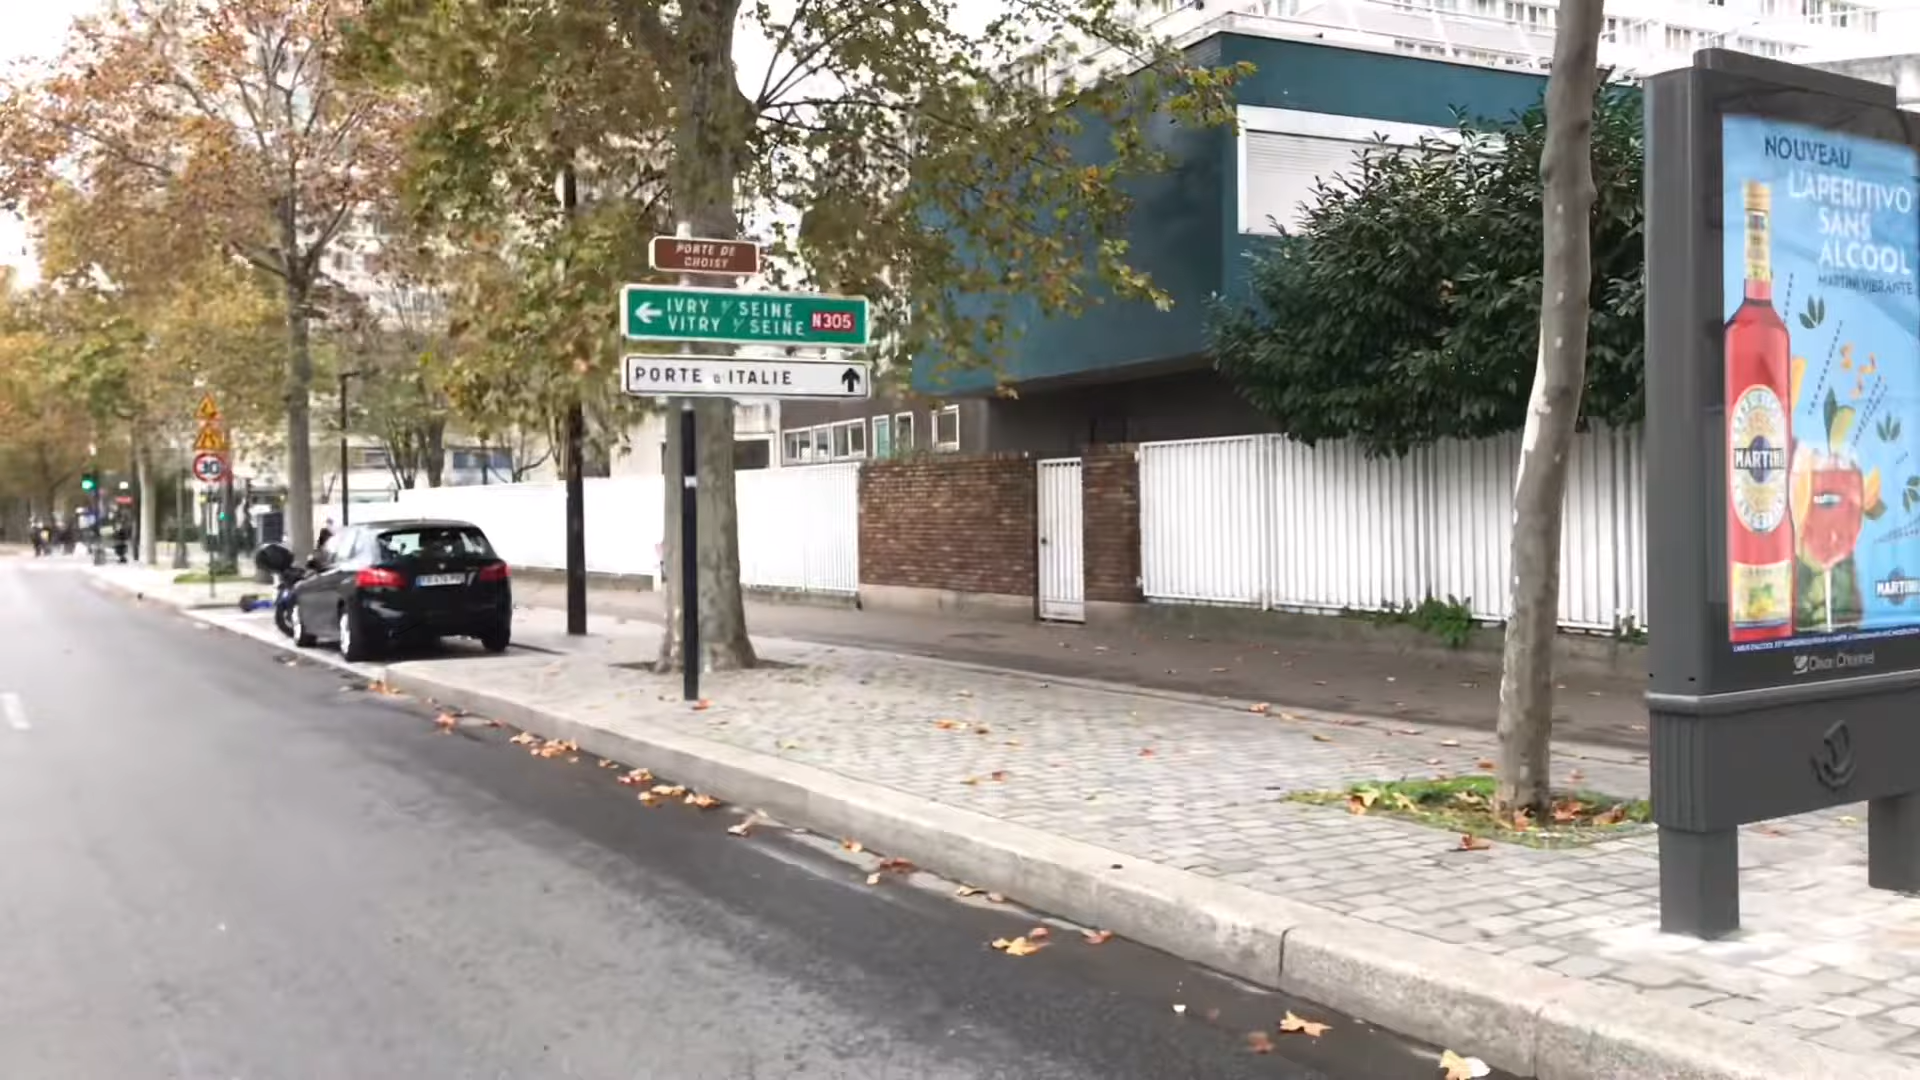 PORTE DE
CHOISY
IVRY S/ SEINE
VITRY S/ SEINE
N305
PORTE D'ITALIE
30
NOUVEAU
L'APERITIVO
SANS
ALCOOL
MARTINI VIBRANTE
MARTINI
MARTINI
MARTINI
Clear Channel